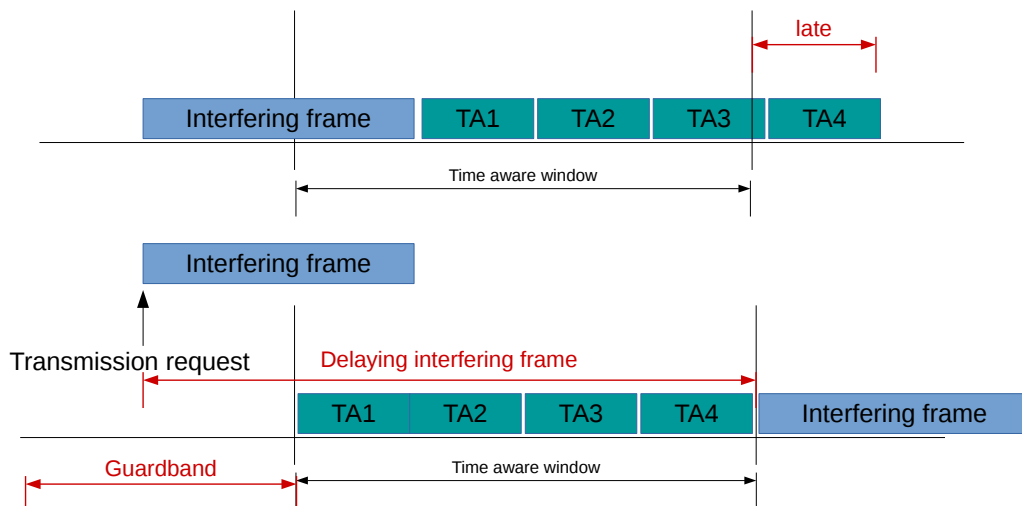 late
Interfering frame
TA1
TA2
TA3
TA4
Time aware window
Interfering frame
Transmission request
Delaying interfering frame
TA1
TA2
TA3
TA4
Interfering frame
Guardband
Time aware window